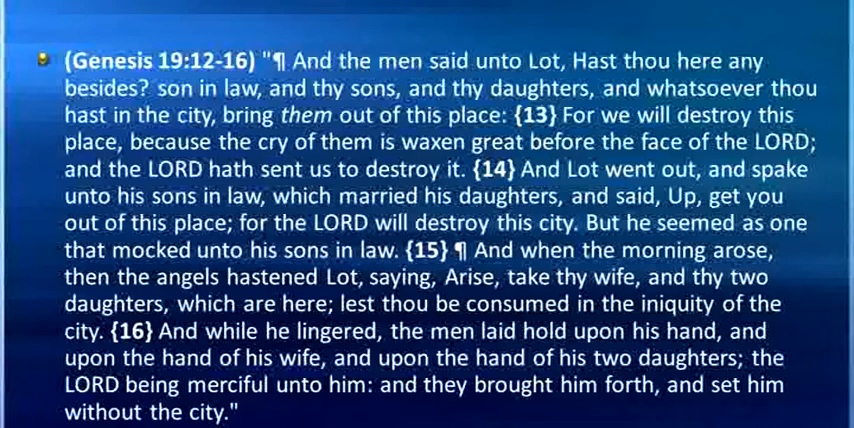 (Genesis 19:12-16) "¶ And the men said unto Lot, Hast thou here any
besides? son in law, and thy sons, and thy daughters, and whatsoever thou
hast in the city, bring them out of this place: {13} For we will destroy this
place, because the cry of them is waxen great before the face of the LORD;
and the LORD hath sent us to destroy it. {14} And Lot went out, and spake
unto his sons in law, which married his daughters, and said, Up, get you
out of this place; for the LORD will destroy this city. But he seemed as one
that mocked unto his sons in law. {15} ¶ And when the morning arose,
then the angels hastened Lot, saying, Arise, take thy wife, and thy two
daughters, which are here; lest thou be consumed in the iniquity of the
city. {16} And while he lingered, the men laid hold upon his hand, and
upon the hand of his wife, and upon the hand of his two daughters; the
LORD being merciful unto him: and they brought him forth, and set him
without the city."